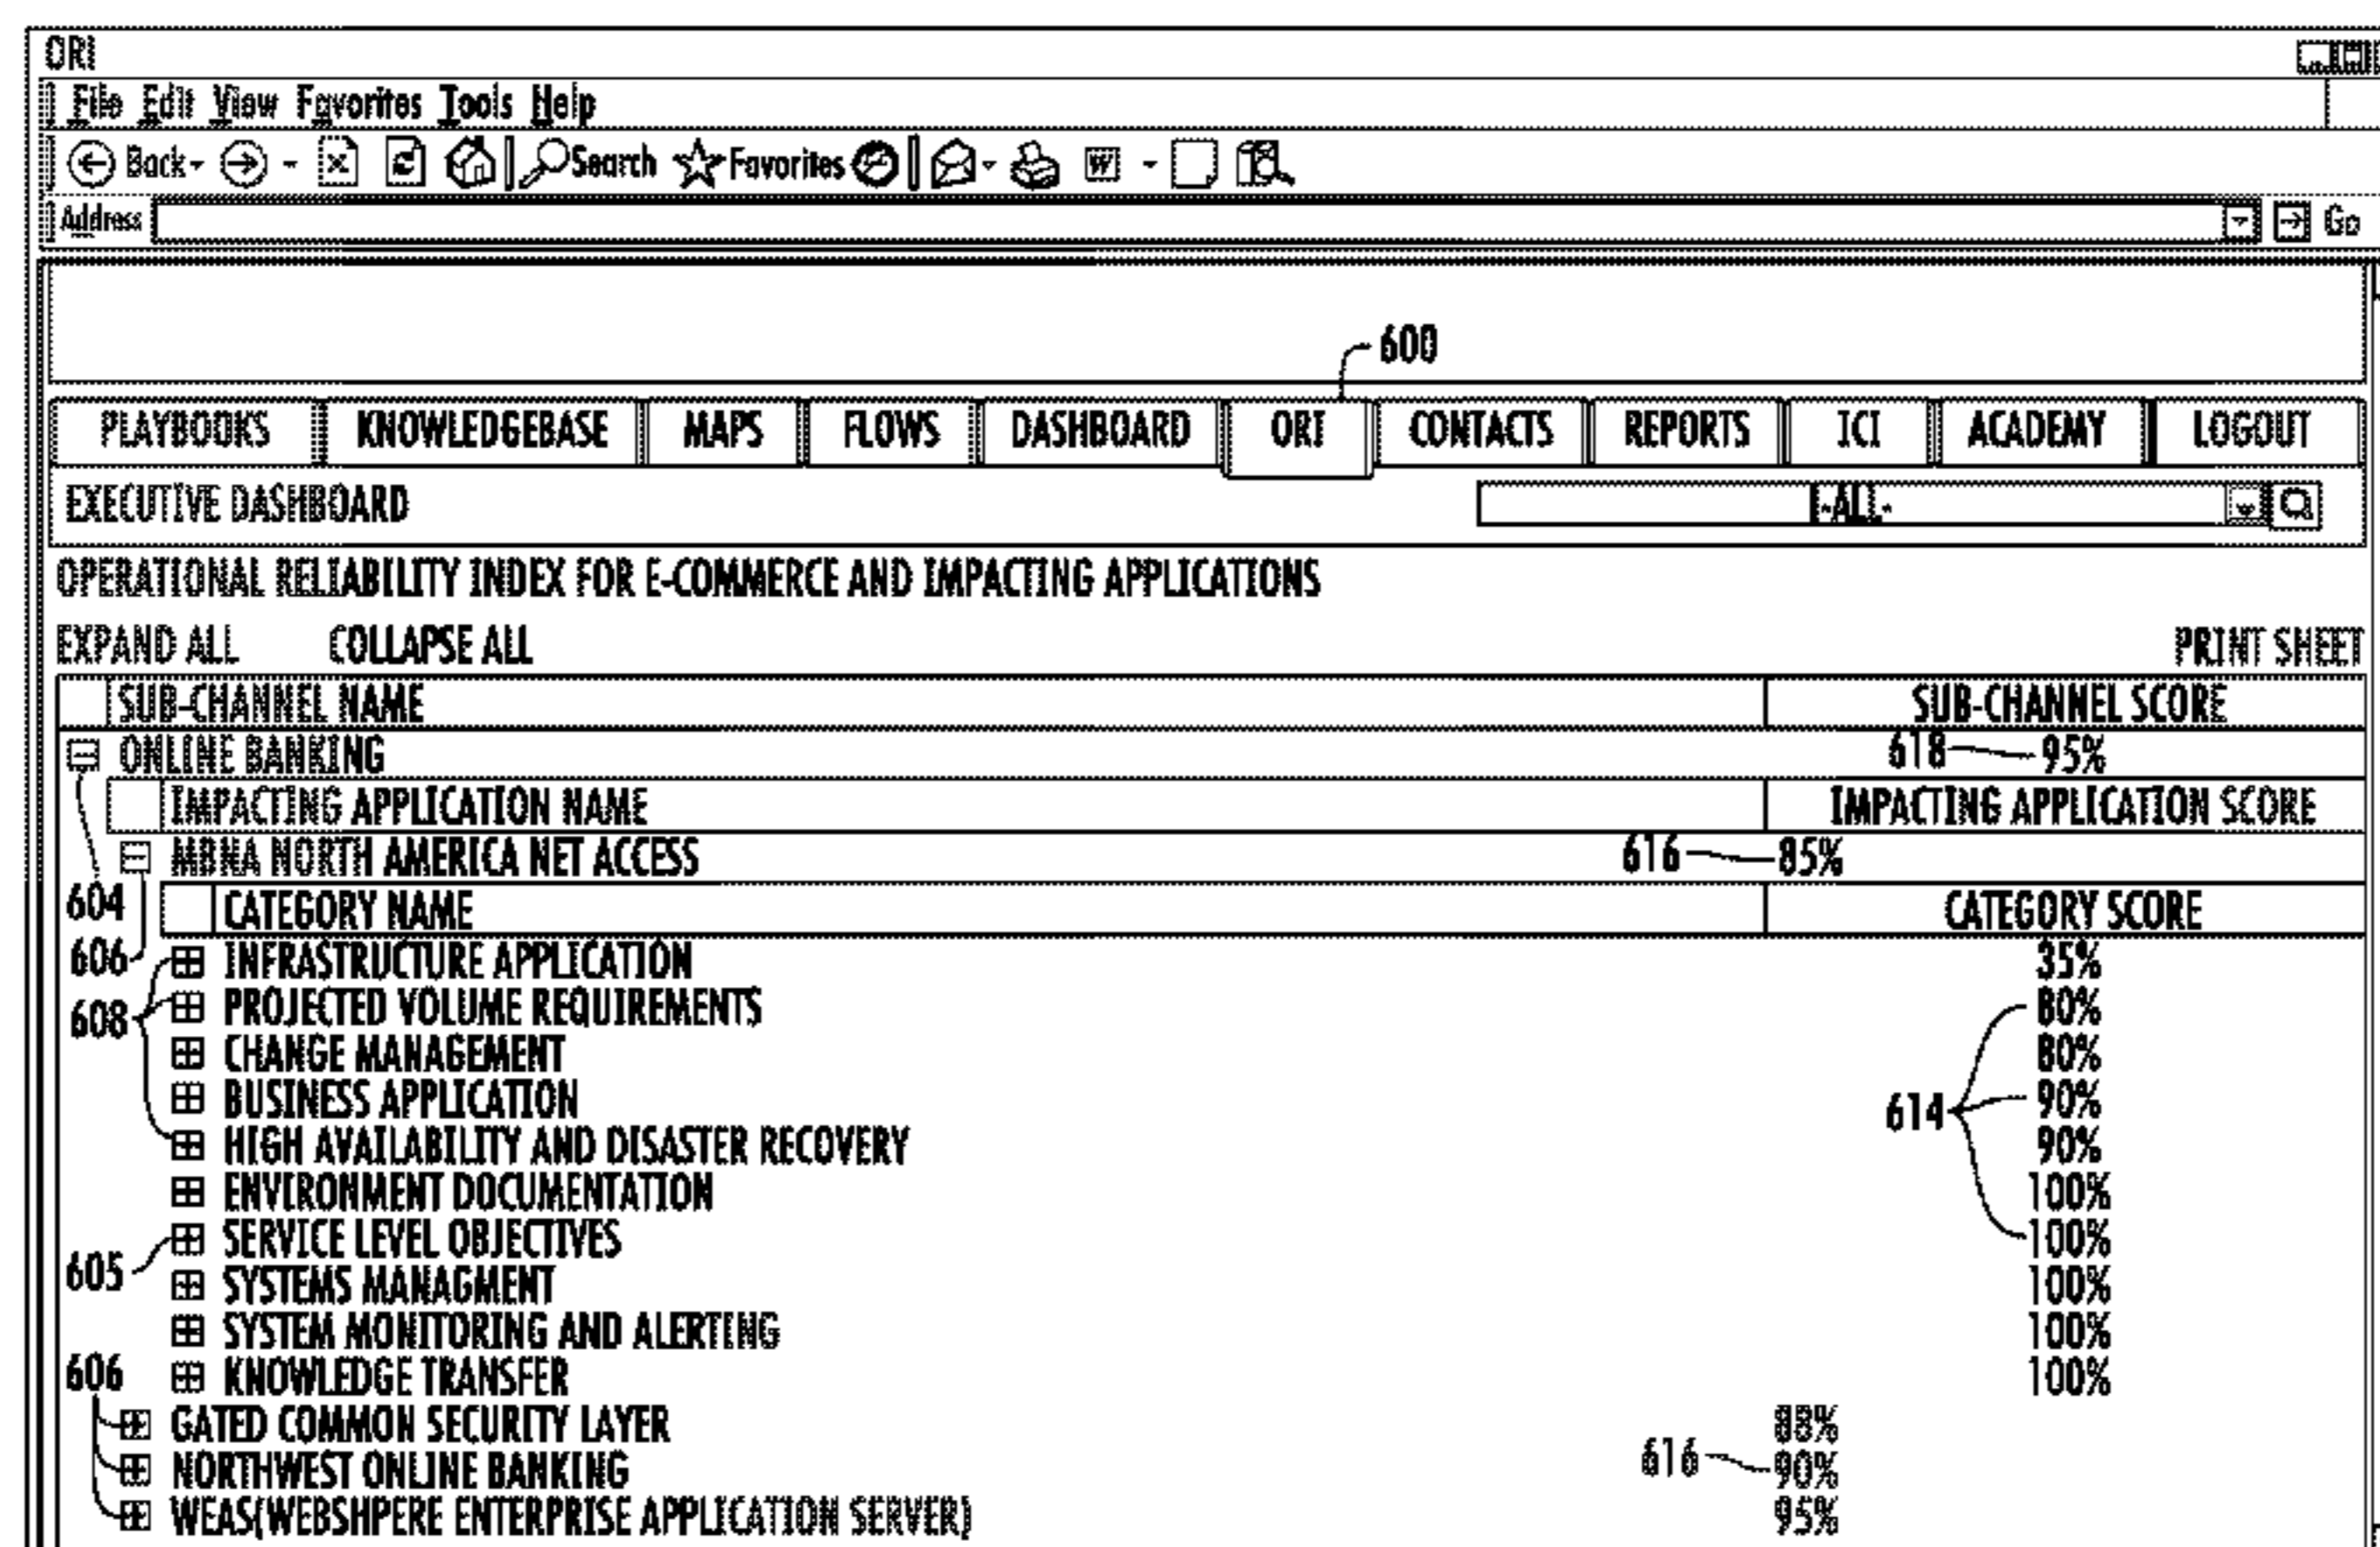 ORI
File Edit View Favorites Tools Help
Back Search Favorites W
Address Go
600
PLAYBOOKS KNOWLEDGEBASE MAPS FLOWS DASHBOARD ORI CONTACTS REPORTS ICI ACADEMY LOGOUT
EXECUTIVE DASHBOARD -ALL-
OPERATIONAL RELIABILITY INDEX FOR E-COMMERCE AND IMPACTING APPLICATIONS
EXPAND ALL COLLAPSE ALL PRINT SHEET
SUB-CHANNEL NAME SUB-CHANNEL SCORE
ONLINE BANKING 618 95%
IMPACTING APPLICATION NAME IMPACTING APPLICATION SCORE
MBNA NORTH AMERICA NET ACCESS 616 85%
604 CATEGORY NAME CATEGORY SCORE
606 INFRASTRUCTURE APPLICATION 35%
608 PROJECTED VOLUME REQUIREMENTS 80%
CHANGE MANAGEMENT 80%
BUSINESS APPLICATION 614 90%
HIGH AVAILABILITY AND DISASTER RECOVERY 90%
ENVIRONMENT DOCUMENTATION 100%
SERVICE LEVEL OBJECTIVES 100%
605 SYSTEMS MANAGMENT 100%
SYSTEM MONITORING AND ALERTING 100%
606 KNOWLEDGE TRANSFER 100%
GATED COMMON SECURITY LAYER 88%
NORTHWEST ONLINE BANKING 616 90%
WEAS(WEBSHPERE ENTERPRISE APPLICATION SERVER) 95%